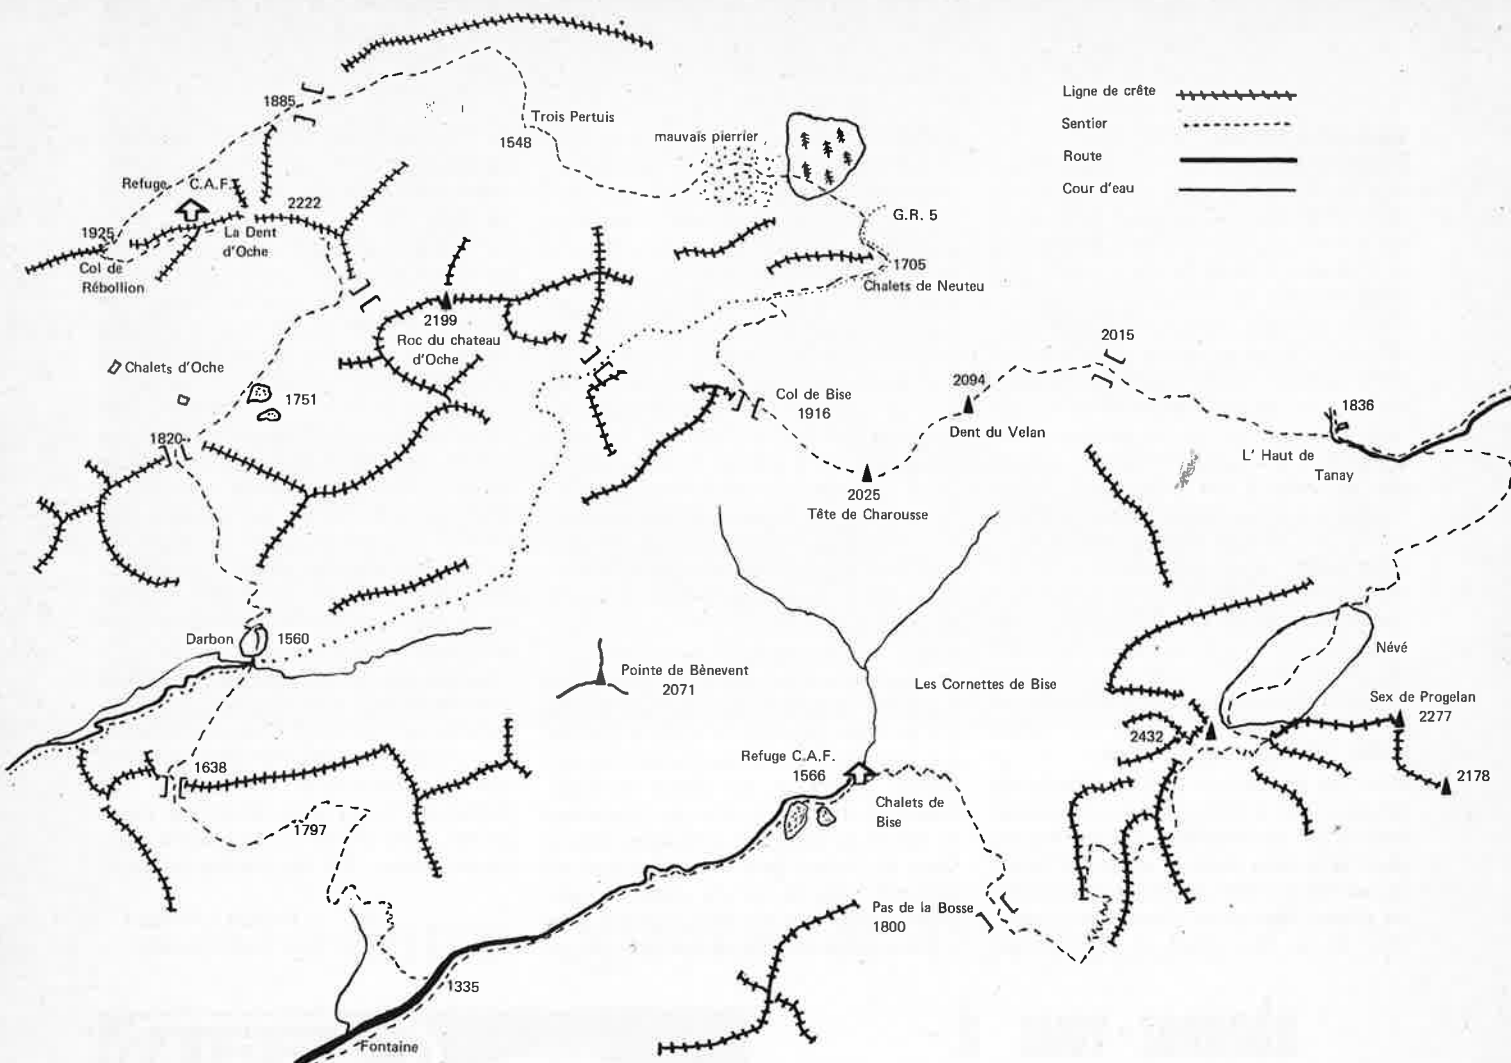 Ligne de crête
Sentier
Route
Cour d'eau
1885
Trois Pertuis
1548
mauvais pierrier
Refuge C.A.F.
2222
G.R. 5
1925
La Dent
d'Oche
Col de
Rébollion
1705
Chalets de Neuteu
2199
Roc du chateau
d'Oche
2015
Chalets d'Oche
1751
2094
Col de Bise
1916
1836
Dent du Velan
1820
L' Haut de
Tanay
2025
Tête de Charousse
Darbon
1560
Névé
Pointe de Bènevent
2071
Les Cornettes de Bise
Sex de Progelan
2277
2432
Refuge C.A.F.
1566
1638
2178
Chalets de
Bise
1797
Pas de la Bosse
1800
1335
Fontaine